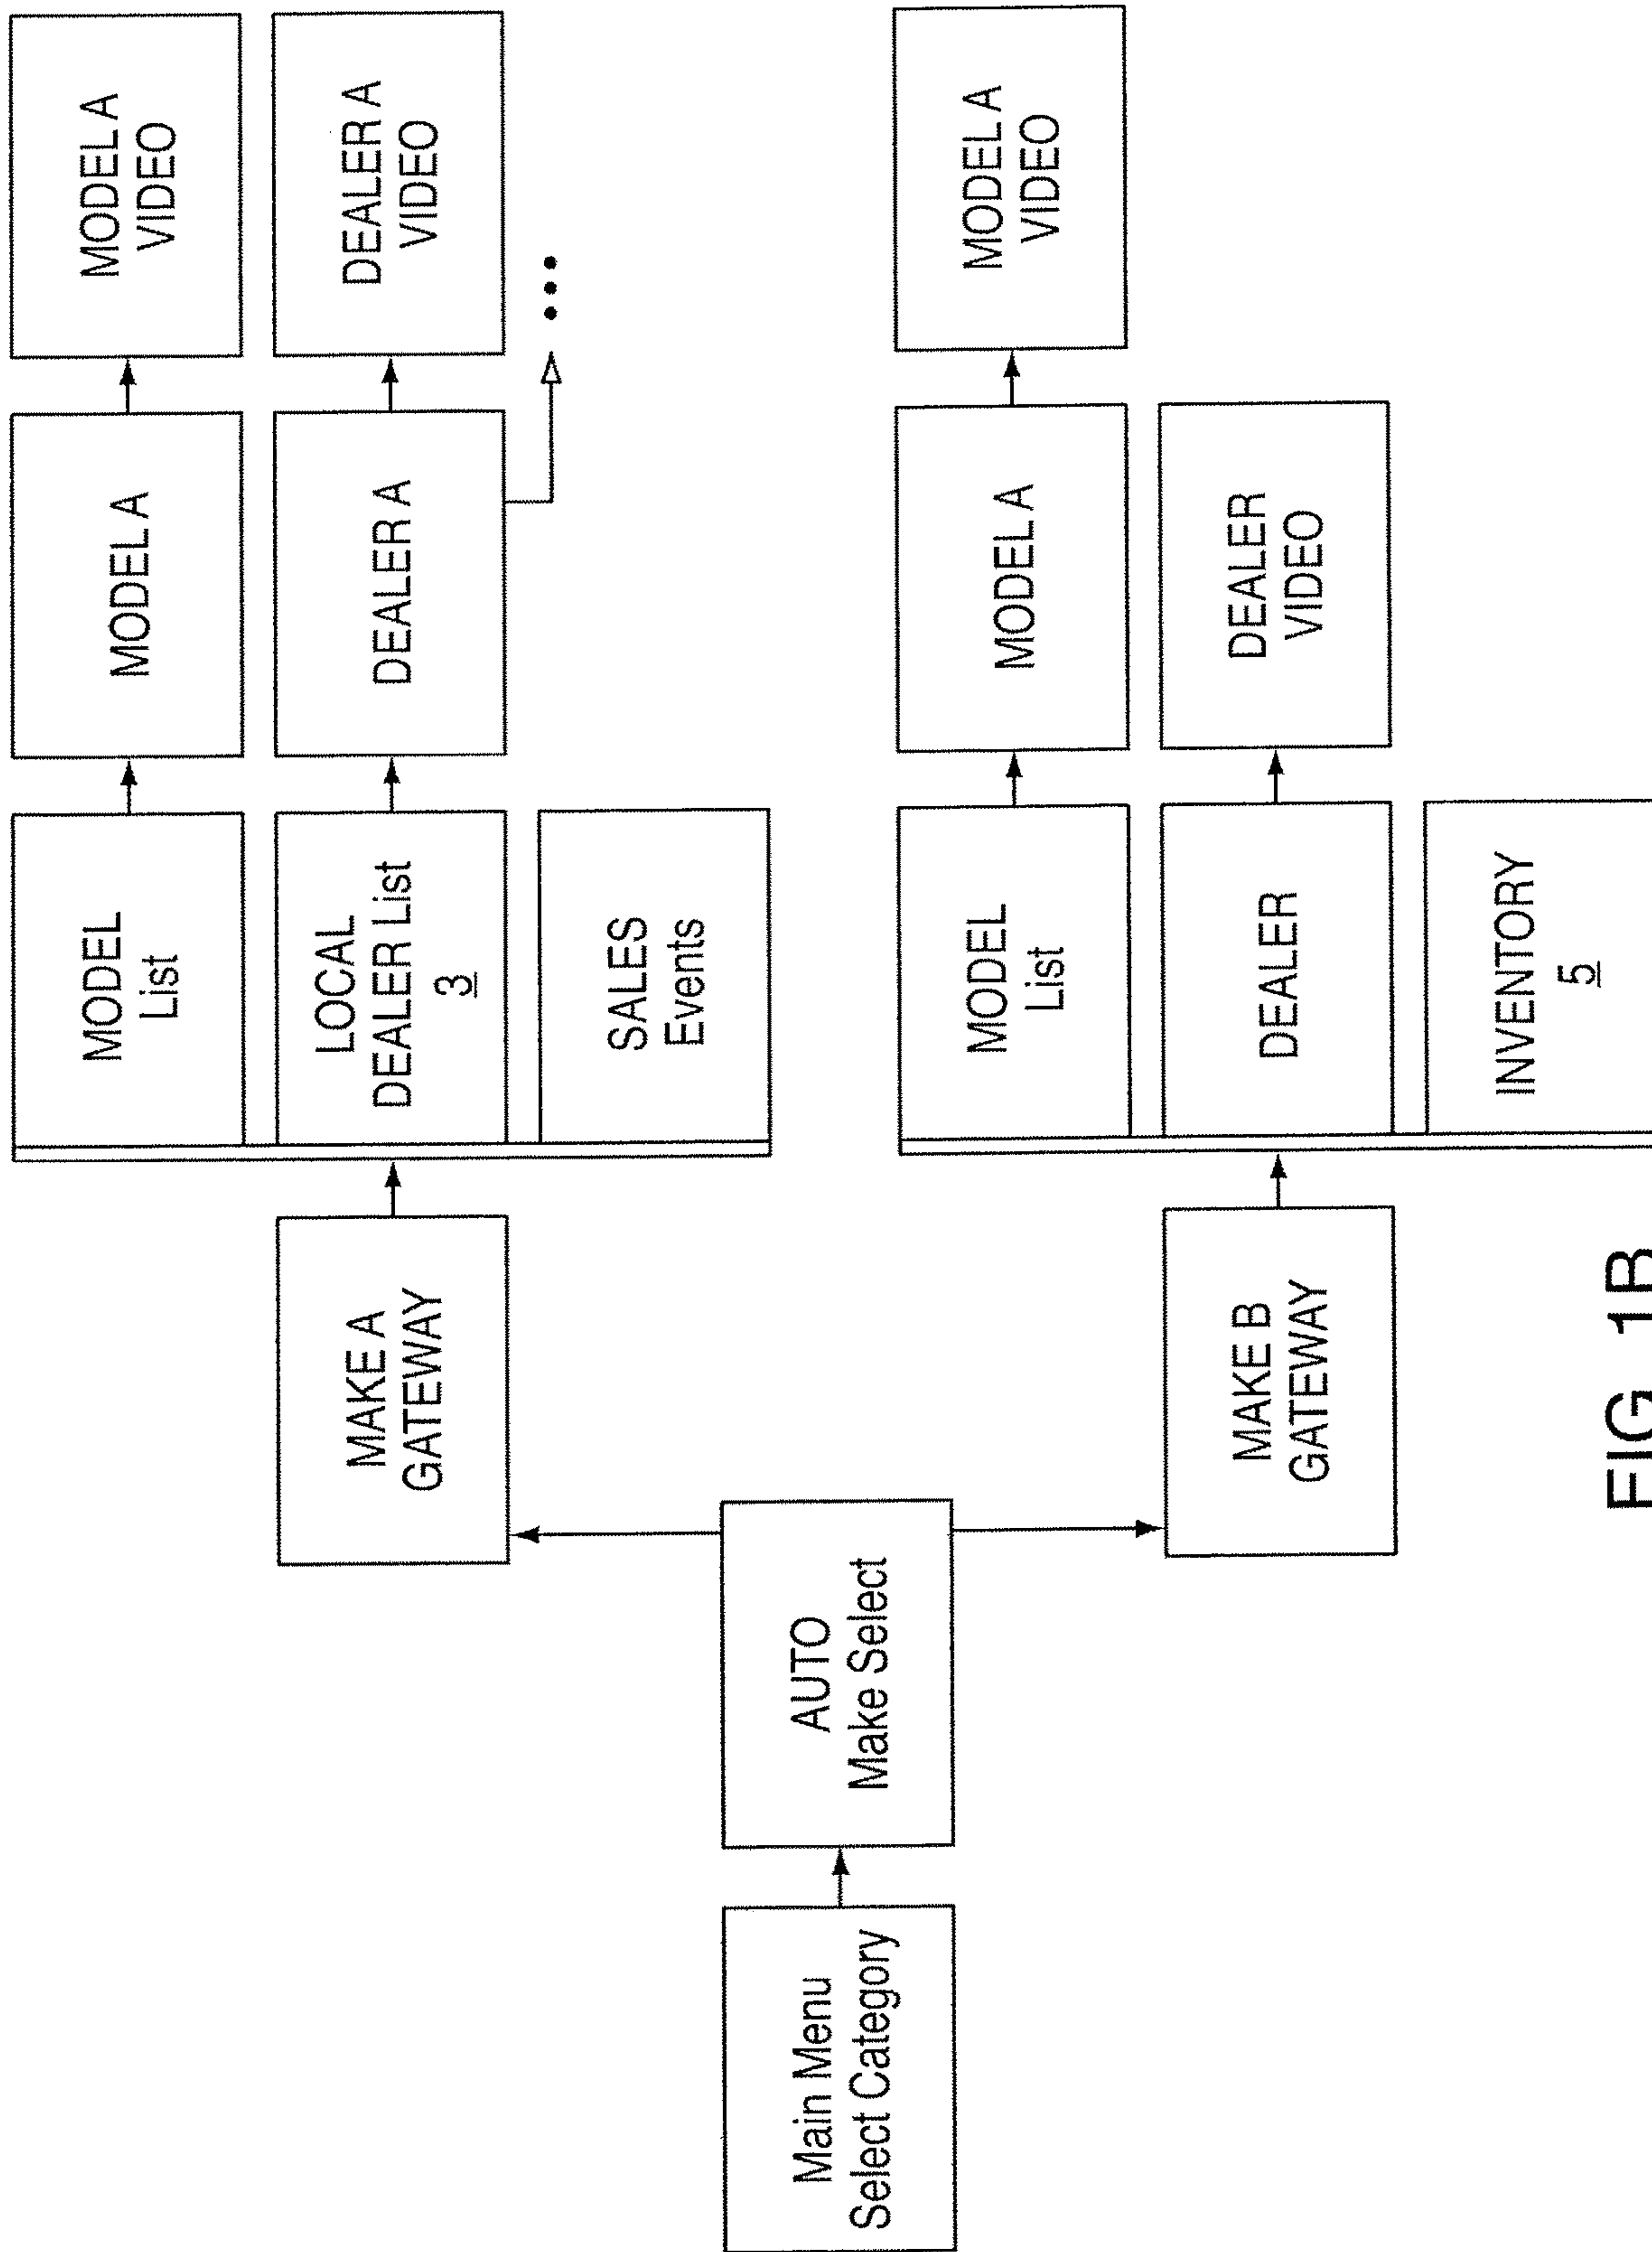 Main Menu
Select Category
AUTO
Make Select
MAKE A
GATEWAY
MODEL
List
MODEL A
MODEL A
VIDEO
LOCAL
DEALER List
3
DEALER A
DEALER A
VIDEO
SALES
Events
MAKE B
GATEWAY
MODEL
List
MODEL A
MODEL A
VIDEO
DEALER
DEALER
VIDEO
INVENTORY
5
FIG. 1B